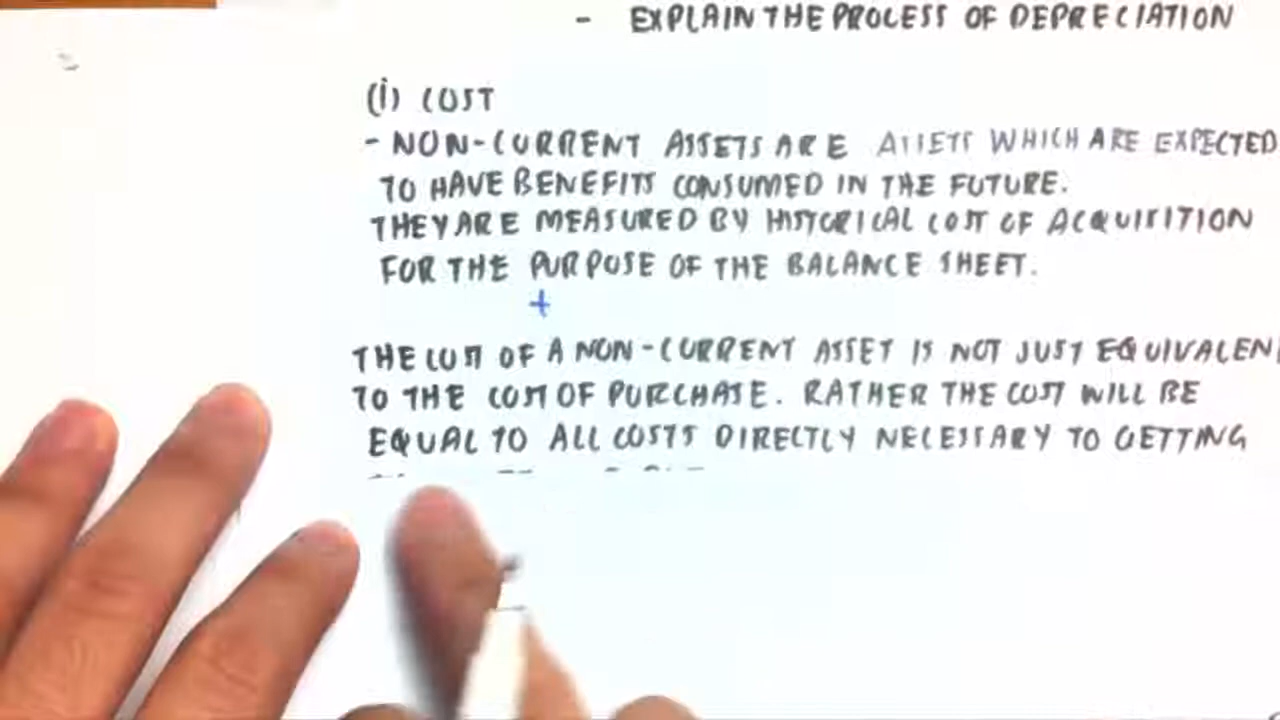 - EXPLAIN THE PROCESS OF DEPRECIATION
(i) COST
- NON-CURRENT ASSETS ARE ASSETS WHICH ARE EXPECTED
TO HAVE BENEFITS CONSUMED IN THE FUTURE.
THEY ARE MEASURED BY HISTORICAL COST OF ACQUISITION
FOR THE PURPOSE OF THE BALANCE SHEET.
+
THE COST OF A NON-CURRENT ASSET IS NOT JUST EQUIVALEN
TO THE COST OF PURCHASE. RATHER THE COST WILL BE
EQUAL TO ALL COSTS DIRECTLY NECESSARY TO GETTING